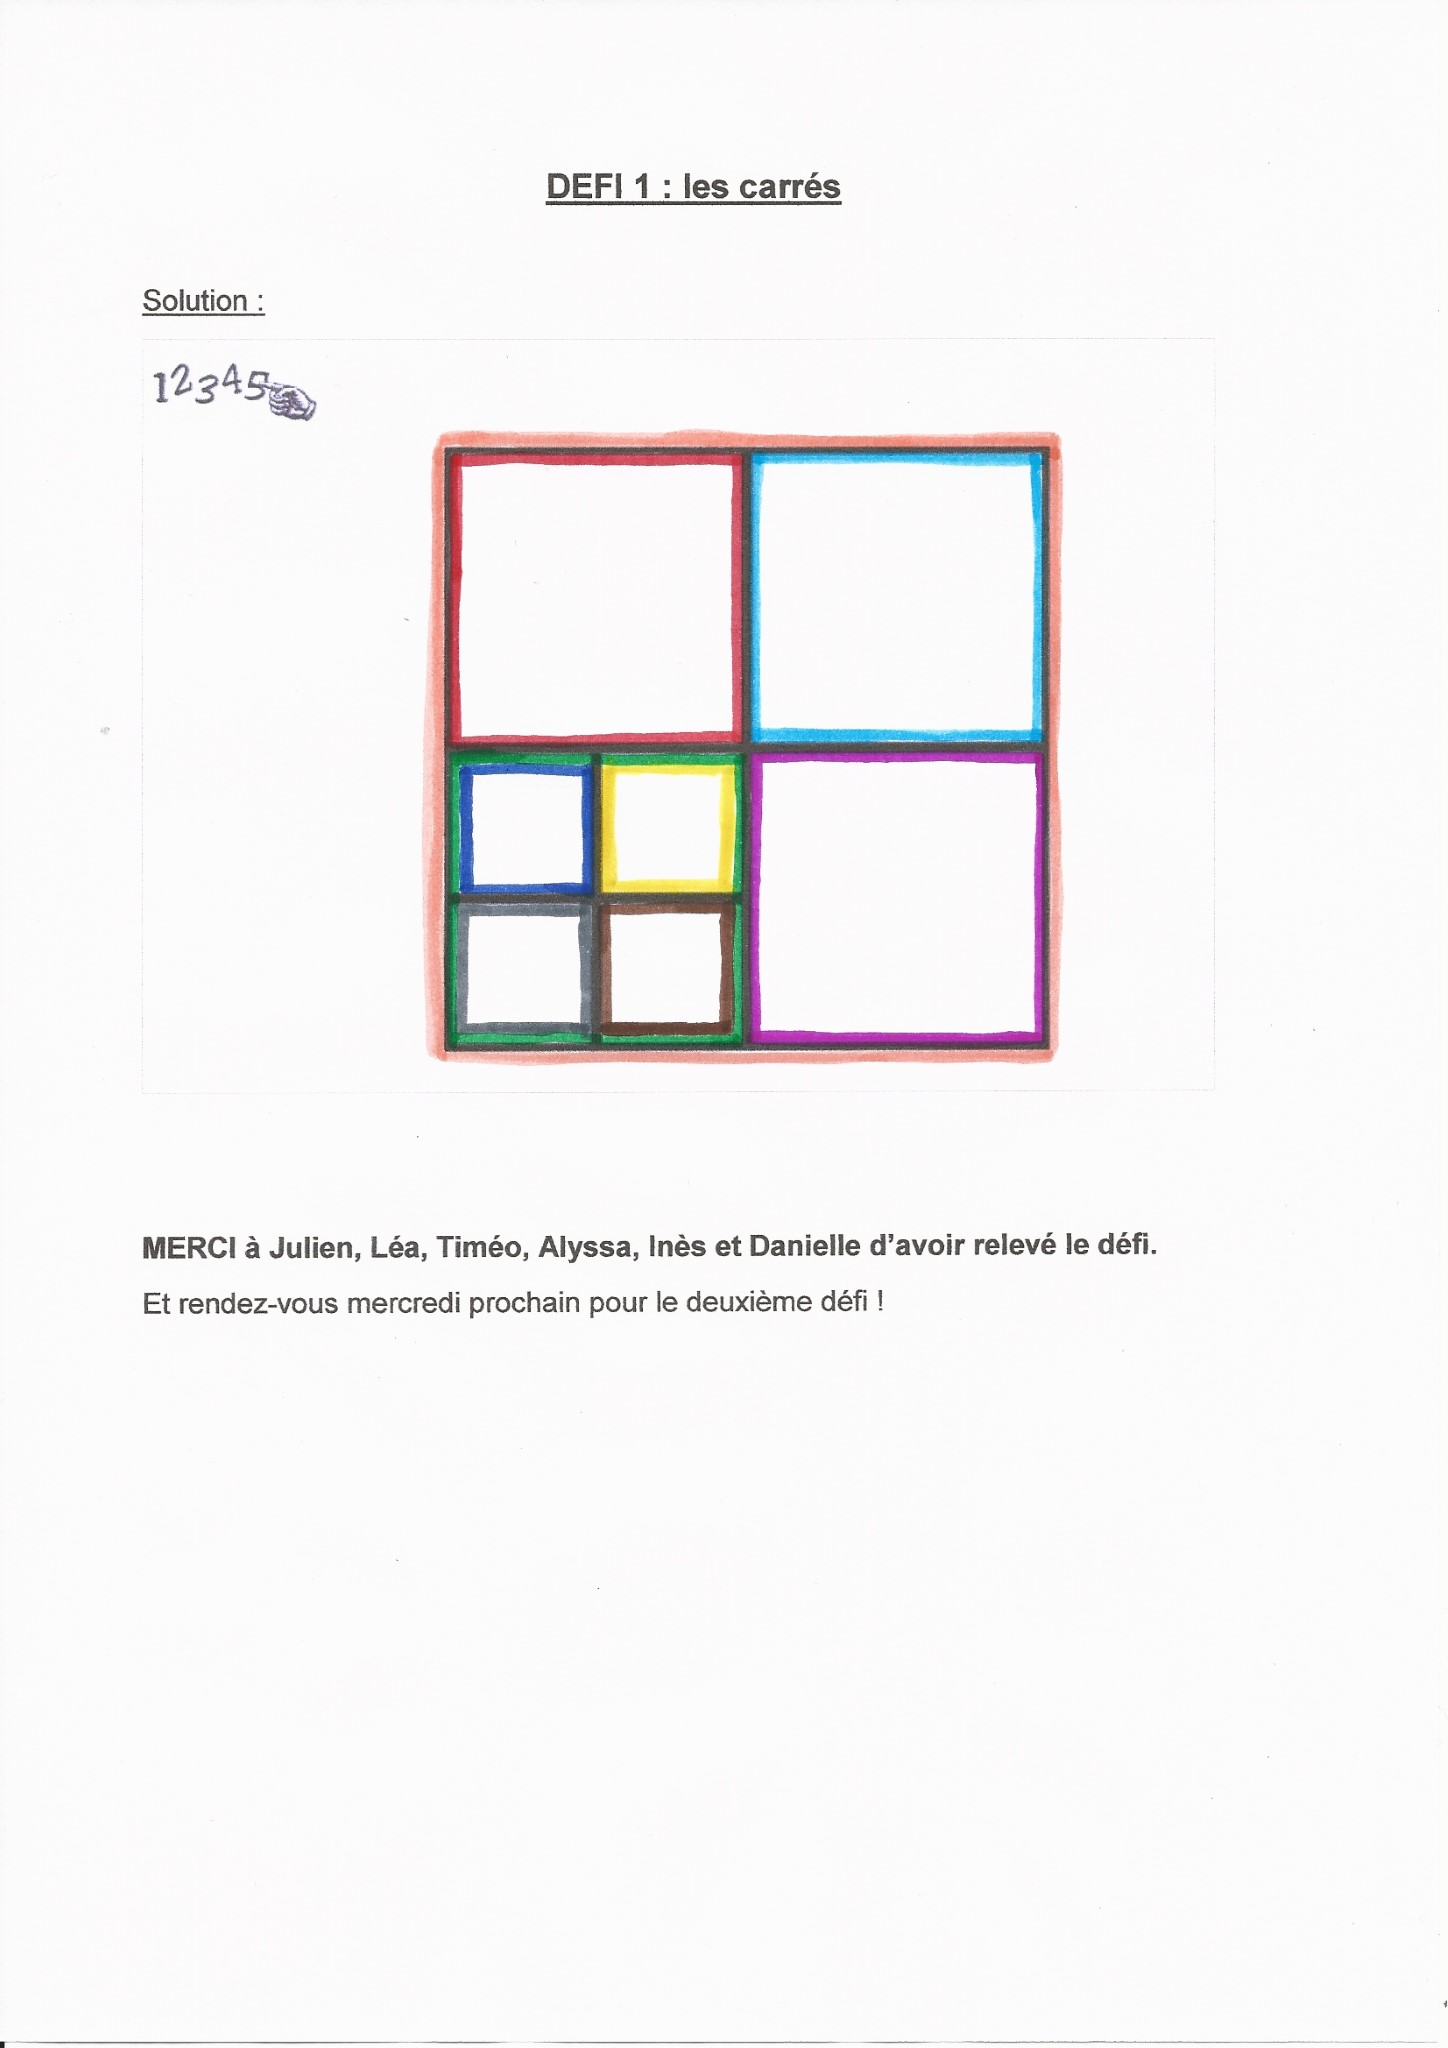 DEFI 1 : les carrés
Solution :
12345
MERCI à Julien, Léa, Timéo, Alyssa, Inès et Danielle d’avoir relevé le défi.
Et rendez-vous mercredi prochain pour le deuxième défi !